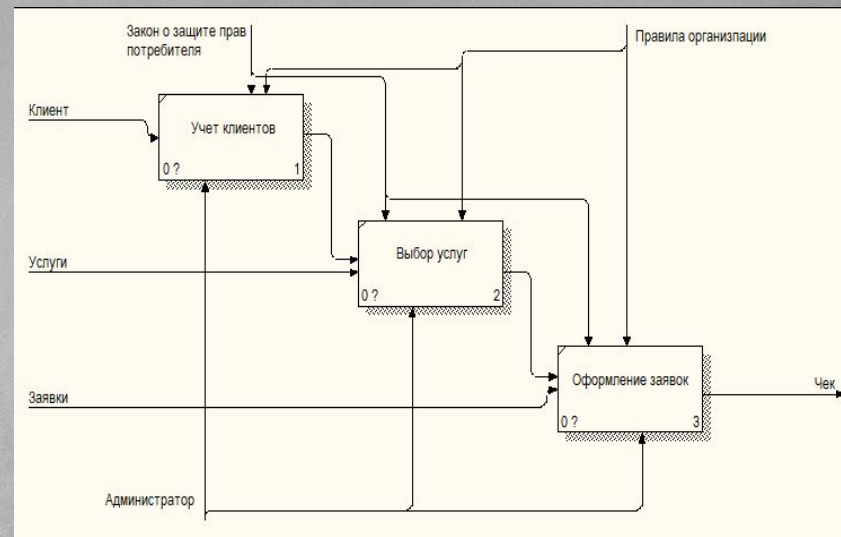 Закон о защите прав
потребителя
Правила организпации
Клиент
Учет клиентов
0 ?
1
Услуги
Выбор услуг
0 ?
2
Заявки
Оформление заявок
0 ?
3
Чек
Администратор